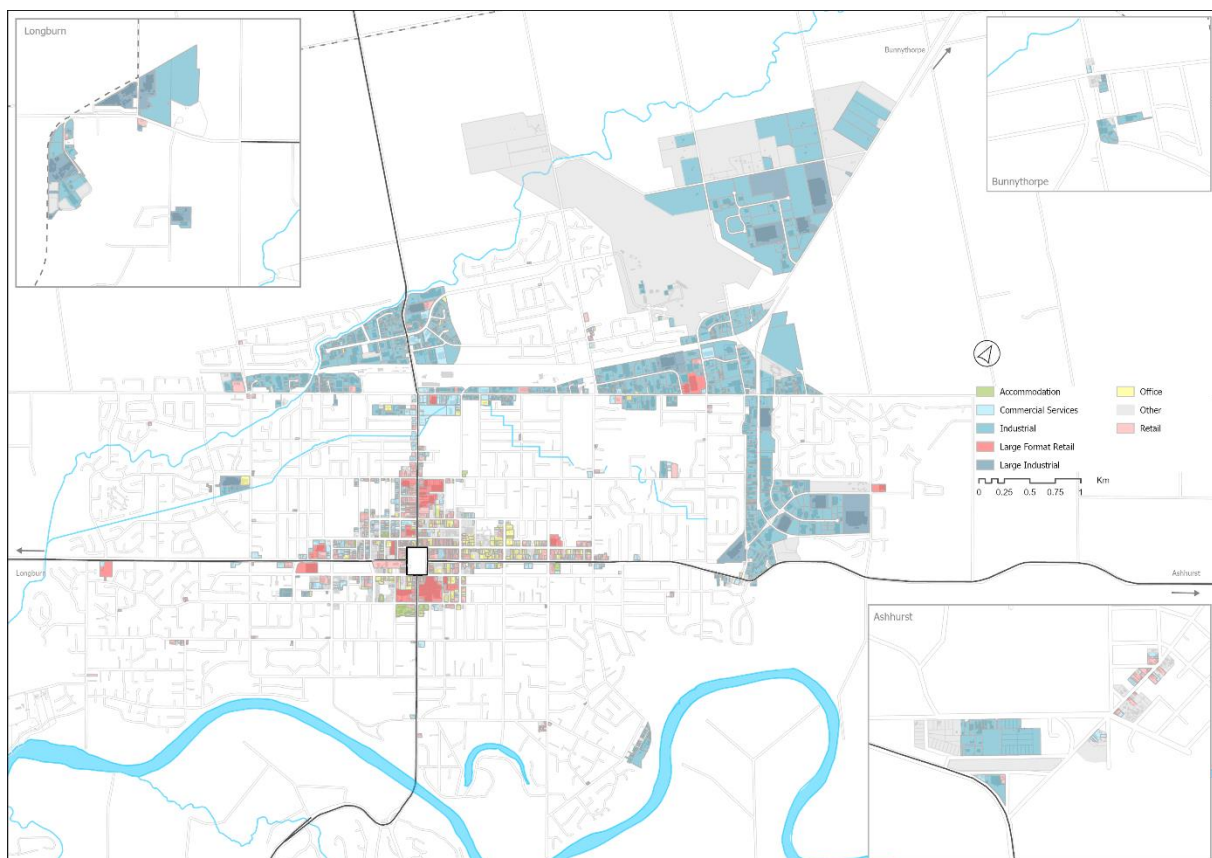 Longburn
Bunnythorpe
Bunnythorpe
Accommodation
Commercial Services
Industrial
Large Format Retail
Large Industrial
Office
Other
Retail
Km
0 0.25 0.5 0.75 1
Longburn
Ashhurst
Ashhurst